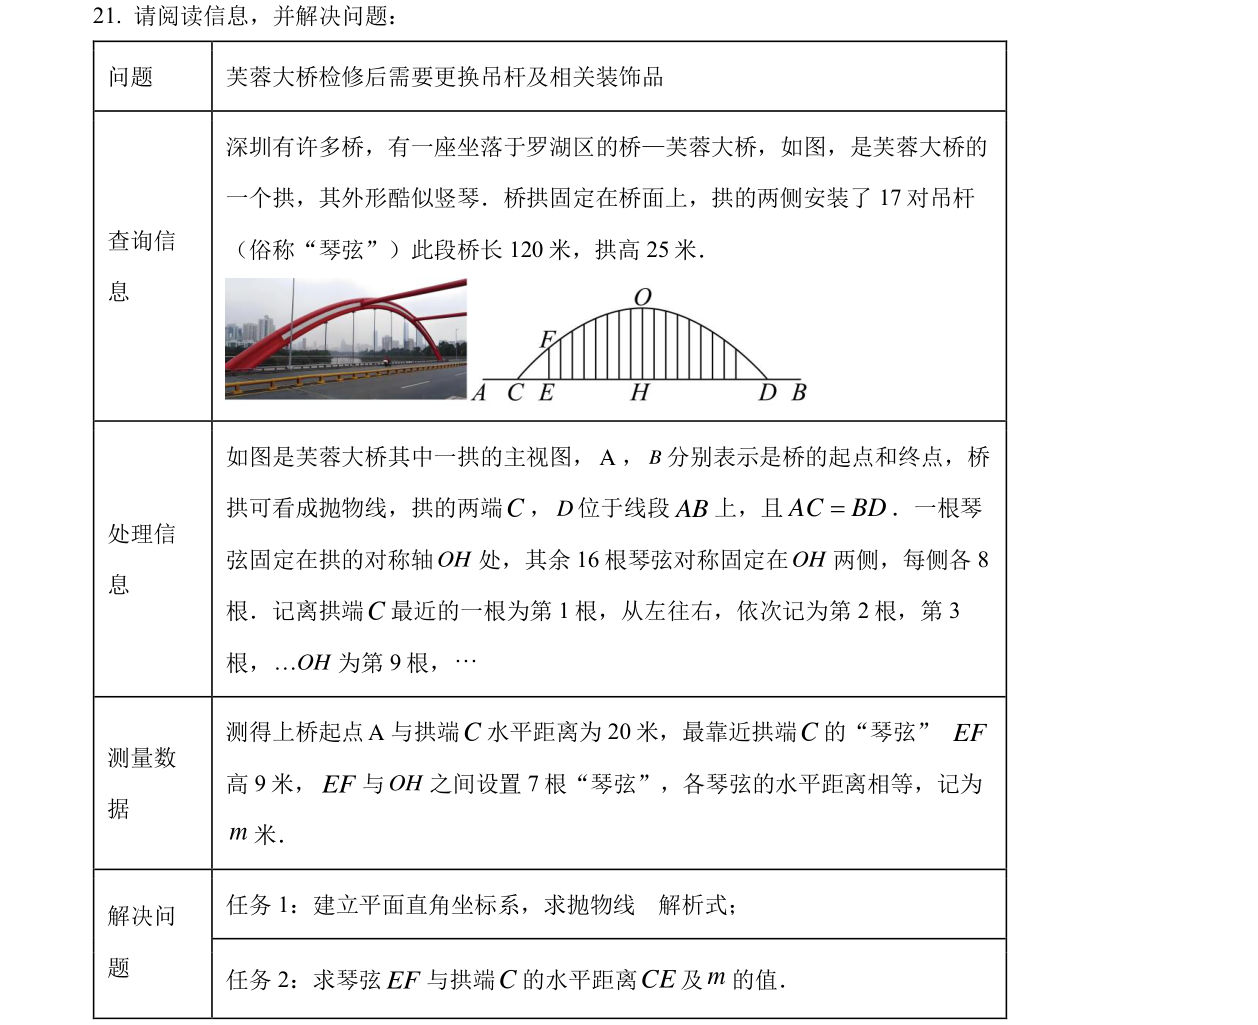 21. 请阅读信息，并解决问题：
问题
芙蓉大桥检修后需要更换吊杆及相关装饰品
查询信
息
深圳有许多桥，有一座坐落于罗湖区的桥—芙蓉大桥，如图，是芙蓉大桥的
一个拱，其外形酷似竖琴．桥拱固定在桥面上，拱的两侧安装了 17 对吊杆
（俗称“琴弦”）此段桥长 120 米，拱高 25 米．
O
F
A C E H D B
处理信
息
如图是芙蓉大桥其中一拱的主视图， A ， B 分别表示是桥的起点和终点，桥
拱可看成抛物线，拱的两端 C ， D 位于线段 AB 上，且 AC = BD ．一根琴
弦固定在拱的对称轴 OH 处，其余 16 根琴弦对称固定在 OH 两侧，每侧各 8
根．记离拱端 C 最近的一根为第 1 根，从左往右，依次记为第 2 根，第 3
根，…OH 为第 9 根，…
测量数
据
测得上桥起点 A 与拱端 C 水平距离为 20 米，最靠近拱端 C 的“琴弦” EF
高 9 米， EF 与 OH 之间设置 7 根“琴弦”，各琴弦的水平距离相等，记为
m 米．
解决问
题
任务 1：建立平面直角坐标系，求抛物线 解析式；
任务 2：求琴弦 EF 与拱端 C 的水平距离 CE 及 m 的值．